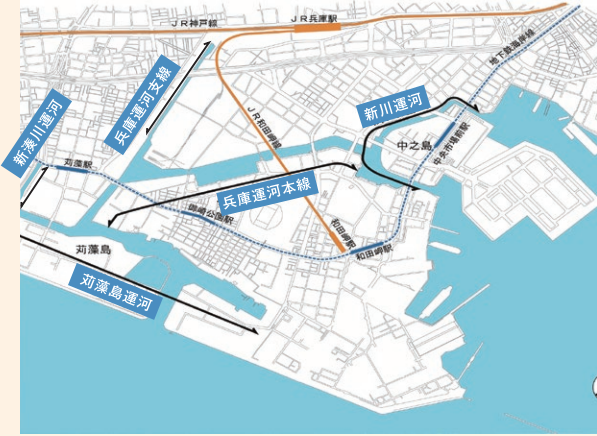 JR神戸線
JR兵庫駅
地下鉄海岸線
兵庫運河支線
新川運河
新湊川運河
JR和田岬線
中之島
中央市場前駅
苅藻駅
兵庫運河本線
御崎公園駅
和田岬駅
和田岬駅
苅藻島
苅藻島運河